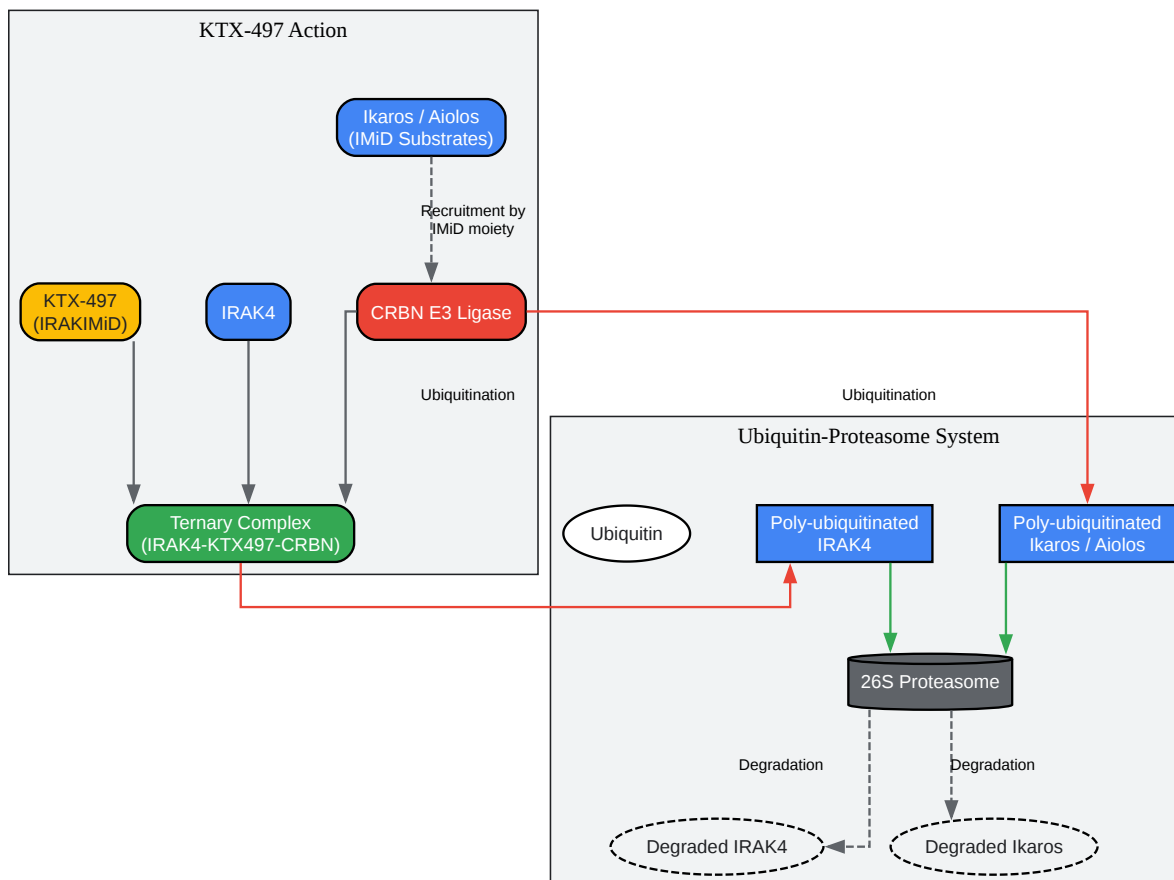 KTX-497 Action
Ikaros / Aiolos
(IMiD Substrates)
Recruitment by
IMiD moiety
KTX-497
(IRAKIMiD)
IRAK4
CRBN E3 Ligase
Ubiquitination
Ubiquitination
Ternary Complex
(IRAK4-KTX497-CRBN)
Ubiquitin-Proteasome System
Ubiquitin
Poly-ubiquitinated
IRAK4
Poly-ubiquitinated
Ikaros / Aiolos
26S Proteasome
Degradation
Degradation
Degraded IRAK4
Degraded Ikaros